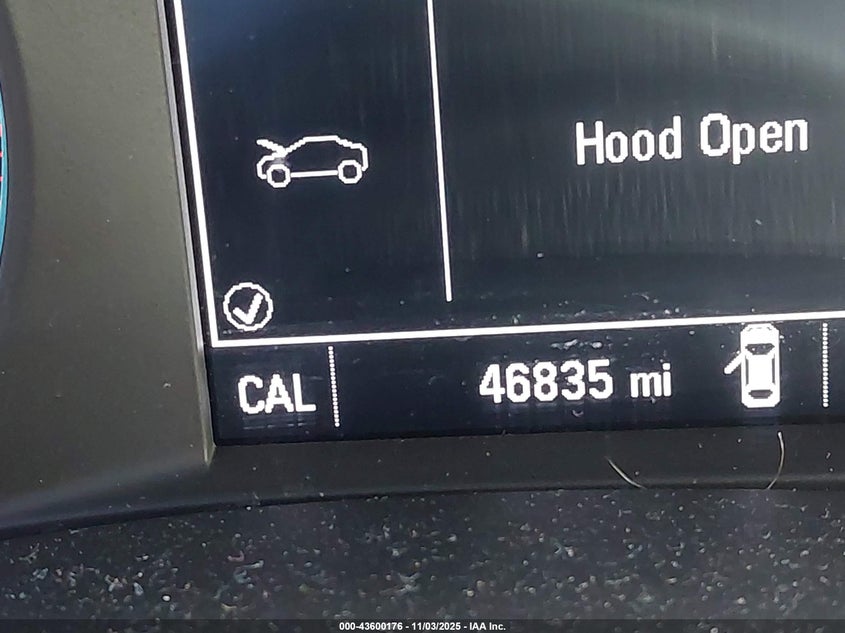 Hood Open
CAL
46835 mi
000-43600176 - 11/03/2025 - IAA Inc.